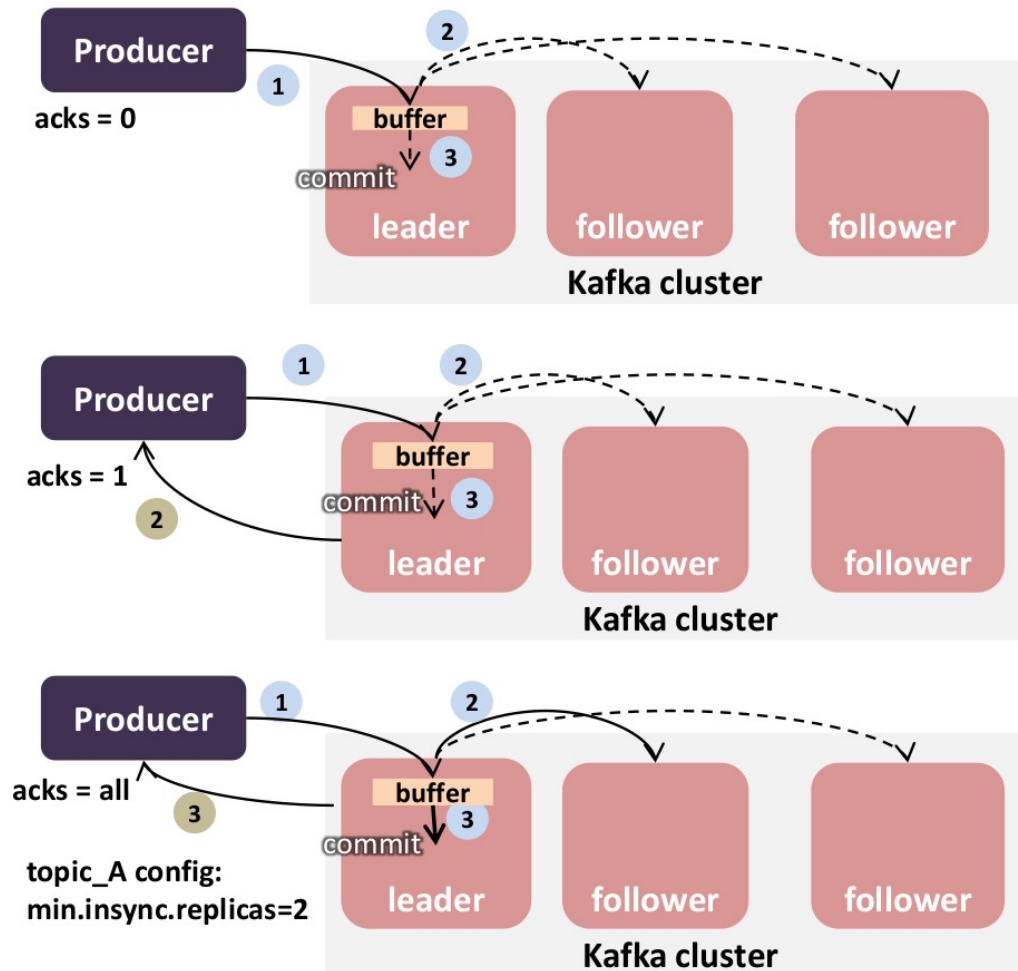 Producer
2
1
acks = 0
buffer
3
commit
leader
follower
follower
Kafka cluster
1
2
Producer
buffer
acks = 1
commit
3
2
leader
follower
follower
Kafka cluster
1
2
Producer
acks = all
buffer
3
3
commit
topic_A config:
min.insync.replicas=2
leader
follower
follower
Kafka cluster